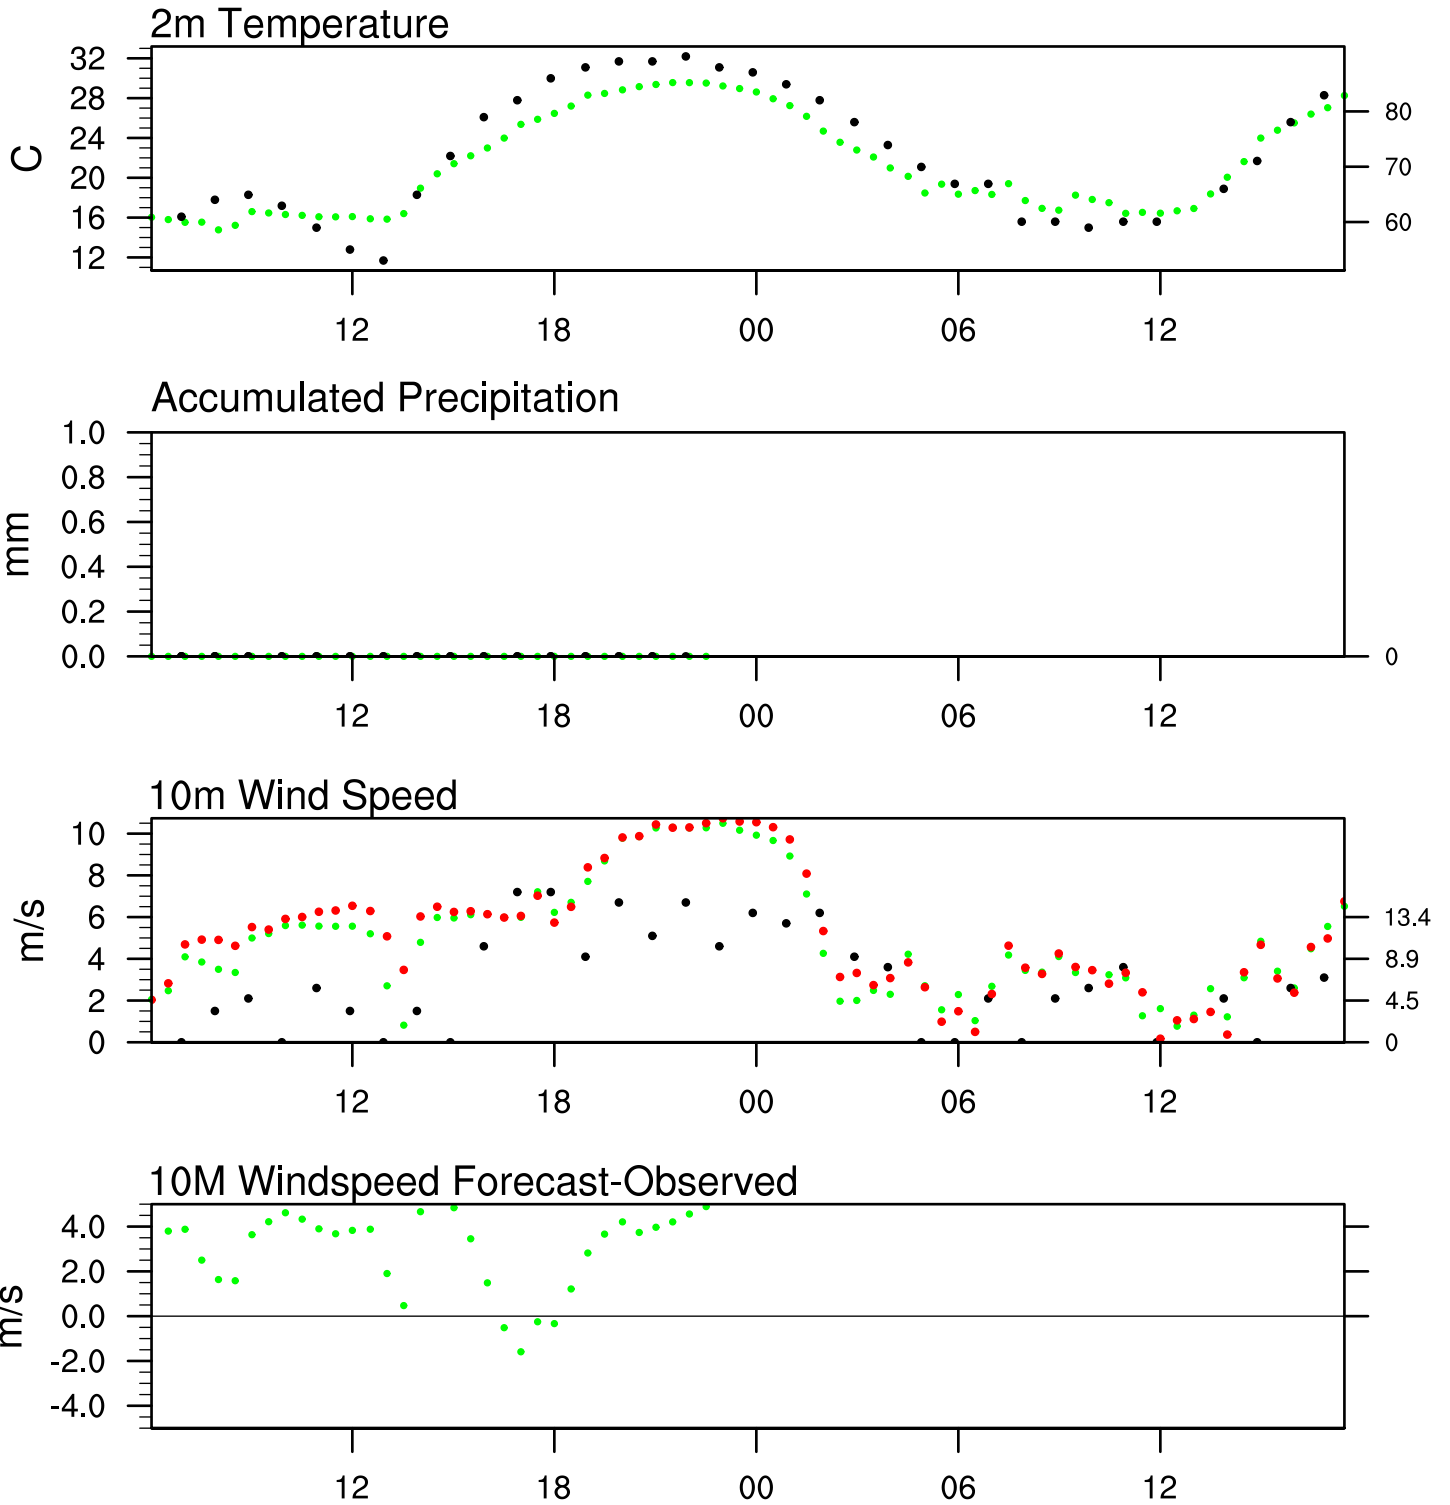 2m Temperature
32
28
24
20
16
12
C
80
70
60
12 18 00 06 12
Accumulated Precipitation
1.0
0.8
0.6
0.4
0.2
0.0
mm
0
12 18 00 06 12
10m Wind Speed
10
8
6
4
2
0
m/s
13.4
8.9
4.5
0
12 18 00 06 12
10M Windspeed Forecast-Observed
4.0
2.0
0.0
-2.0
-4.0
m/s
12 18 00 06 12